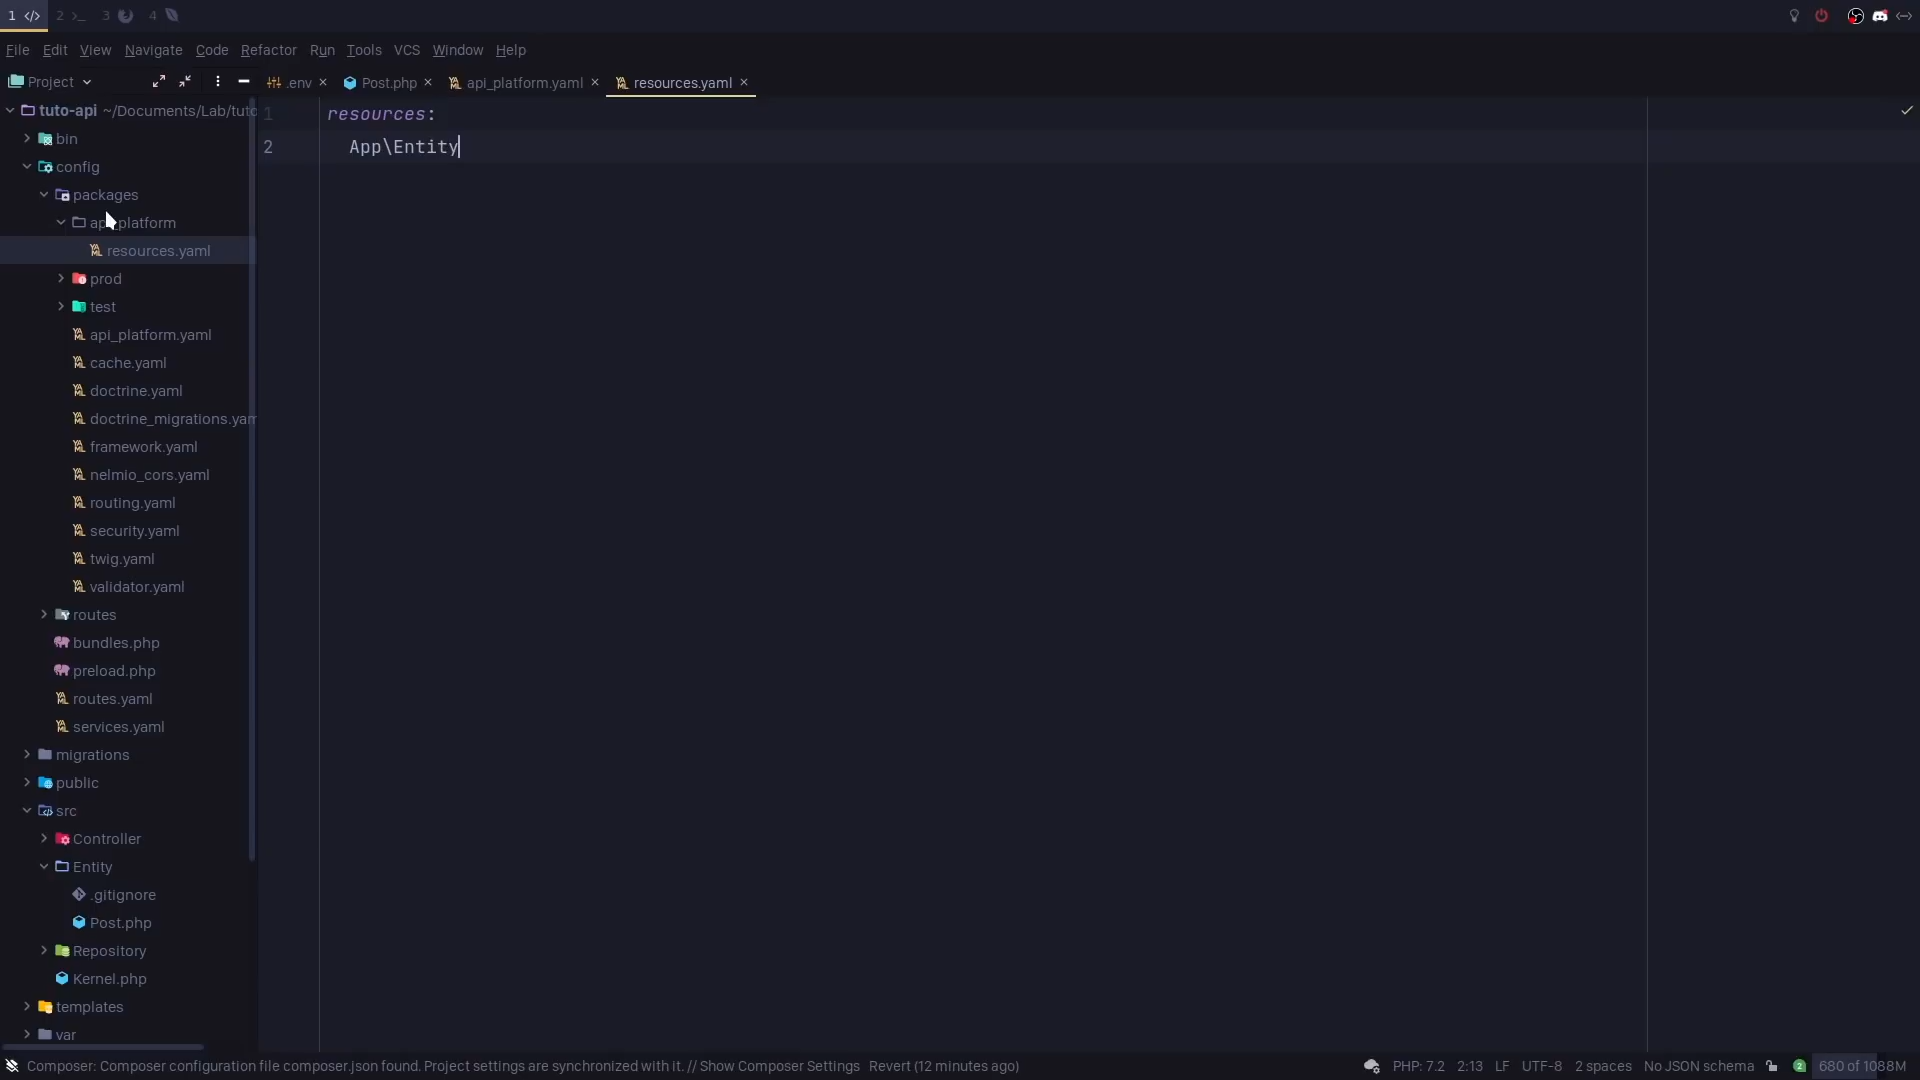 1 2 3 4
File Edit View Navigate Code Refactor Run Tools VCS Window Help
Project .env Post.php api_platform.yaml resources.yaml
tuto-api ~/Documents/Lab/tuto
bin
config
packages
api_platform
resources.yaml
prod
test
api_platform.yaml
cache.yaml
doctrine.yaml
doctrine_migrations.yam
framework.yaml
nelmio_cors.yaml
routing.yaml
security.yaml
twig.yaml
validator.yaml
routes
bundles.php
preload.php
routes.yaml
services.yaml
migrations
public
src
Controller
Entity
.gitignore
Post.php
Repository
Kernel.php
templates
var
1 resources:
2 App\Entity
Composer: Composer configuration file composer.json found. Project settings are synchronized with it. // Show Composer Settings Revert (12 minutes ago) PHP: 7.2 2:13 LF UTF-8 2 spaces No JSON schema 2 680 of 1088M